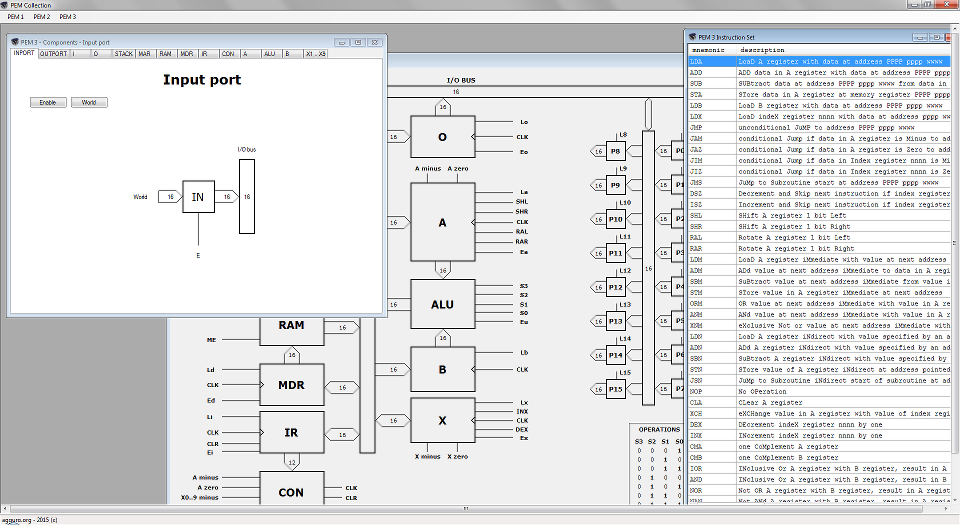 PEM Collection
PEM 1 PEM 2 PEM 3
PEM 3 - Components - Input port
INPORT OUTPORT I O STACK MAR RAM MDR IR CON A ALU B X1 .. X9
Input port
Enable World
I/O bus
World 16 IN 16 16
E
I/O BUS
16
16
16 O Lo CLK Eo
A minus A zero
16 A La SHL SHR CLK RAL RAR Ea
16
16 ALU S3 S2 S1 S0 Eu
16
16 B Lb CLK
16 X Lx INX CLK DEX Ex
X minus X zero
RAM 16
ME
16
Ld CLK Ed MDR 16
Li CLK CLR Ei IR 16
12
A minus A zero X0..9 minus CON CLK CLR
L8
16 P8 16
L9
16 P9 16
L10
16 P10 16
L11
16 P11 16
16
L12
16 P12 16
L13
16 P13 16
L14
16 P14 16
L15
16 P15 16
OPERATIONS
S3 S2 S1 S0
0 0 0 0
0 0 0 1
0 0 1 0
0 0 1 1
0 1 0 0
PEM 3 Instruction Set
mnemonic description
LDA LoaD A register with data at address PPPP pppp wwww
ADD ADD data in A register with data at address PPPP pppp
SUB SUBtract data at address PPPP pppp wwww from data in
STA STore data in A register at memory register PPPP pppp
LDB LoaD B register with data at address PPPP pppp wwww
LDX LoaD indeX register nnnn with data at address pppp ww
JMP unconditional JuMP to address PPPP pppp wwww
JAM conditional Jump if data in A register is Minus to ad
JAZ conditional Jump if data in A register is Zero to add
JIM conditional Jump if data in Index register nnnn is Mi
JIZ conditional Jump if data in Index register nnnn is Ze
JMS JuMp to Subroutine start at address PPPP pppp wwww
DSZ Decrement and Skip next instruction if index register
ISZ Increment and Skip next instruction if index register
SHL SHift A register 1 bit Left
SHR SHift A register 1 bit Right
RAL Rotate A register 1 bit Left
RAR Rotate A register 1 bit Right
LDM LoaD A register iMmediate with value at next address
ADM ADd value at next address iMmediate to data in A regi
SBM SuBtract value at next address iMmediate from value i
STM STore value in A register iMmediate at next address
ORM OR value at next address iMmediate with value in A re
ANM ANd value at next address iMmediate with value in A r
XNM eXclusive Not or value at next address iMmediate with
LDN LoaD A register iNdirect with value specified by an
ADN ADd A register iNdirect with value specified by an ad
SBN SuBtract A register iNdirect with value specified by
STN STore value of A register iNdirect at address pointed
JSN JuMp to Subroutine iNdirect start of subroutine at ad
NOP No OPeration
CLA CLear A register
XCH eXCHange value in A register with value of index regi
DEX DEcrement indeX register nnnn by one
INX INcrement indeX register nnnn by one
CMA one CoMplement A register
CMB one CoMplement B register
IOR INclusive Or A register with B register, result in A
AND INclusive Or A register with B register, result in B
NOR Not OR A register with B register, result in A regist
agguro.org - 2015 (c)